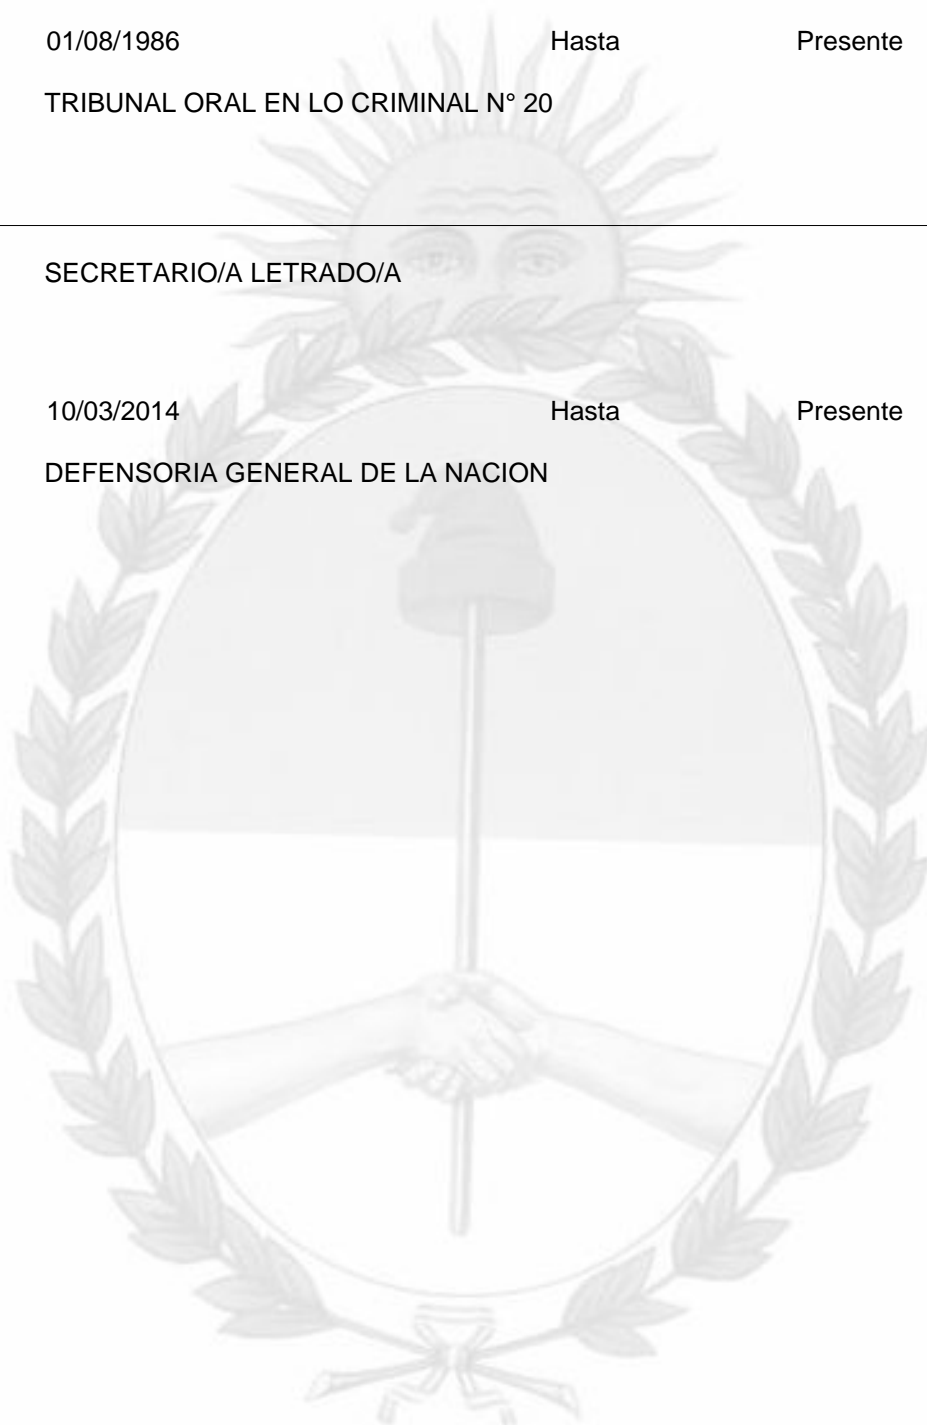 01/08/1986 Hasta Presente
TRIBUNAL ORAL EN LO CRIMINAL N° 20
SECRETARIO/A LETRADO/A
10/03/2014 Hasta Presente
DEFENSORIA GENERAL DE LA NACION